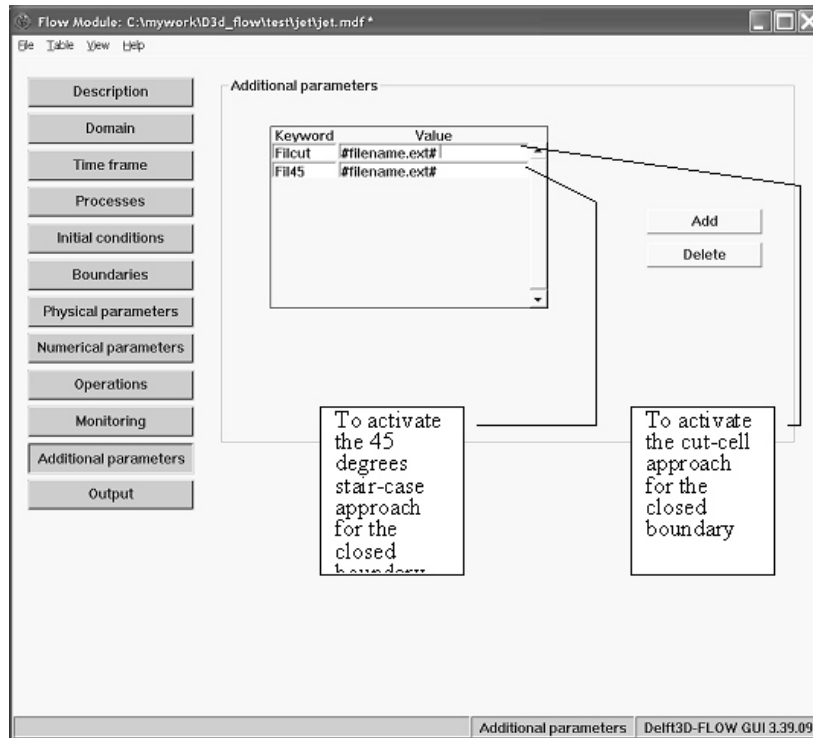 Flow Module: C:\mywork\D3d_flow\test\jet\jet.mdf *
File Table View Help
Description
Domain
Time frame
Processes
Initial conditions
Boundaries
Physical parameters
Numerical parameters
Operations
Monitoring
Additional parameters
Output
Additional parameters
Keyword Value
Filcut #filename.ext#
Fil45 #filename.ext#
Add
Delete
To activate
the 45
degrees
stair-case
approach
for the
closed
boundary
To activate
the cut-cell
approach
for the
closed
boundary
Additional parameters Delft3D-FLOW GUI 3.39.09